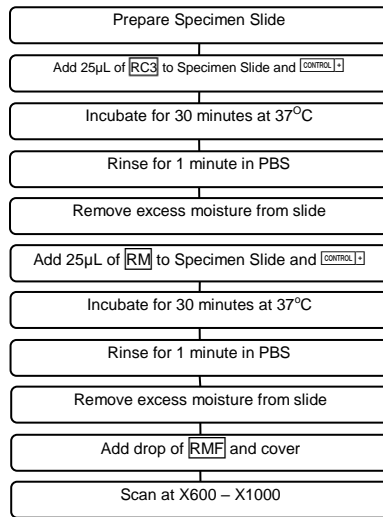 Prepare Specimen Slide
Add 25µL of RC3 to Specimen Slide and CONTROL +
Incubate for 30 minutes at 37ᴼC
Rinse for 1 minute in PBS
Remove excess moisture from slide
Add 25µL of RM to Specimen Slide and CONTROL +
Incubate for 30 minutes at 37ᵒC
Rinse for 1 minute in PBS
Remove excess moisture from slide
Add drop of RMF and cover
Scan at X600 – X1000